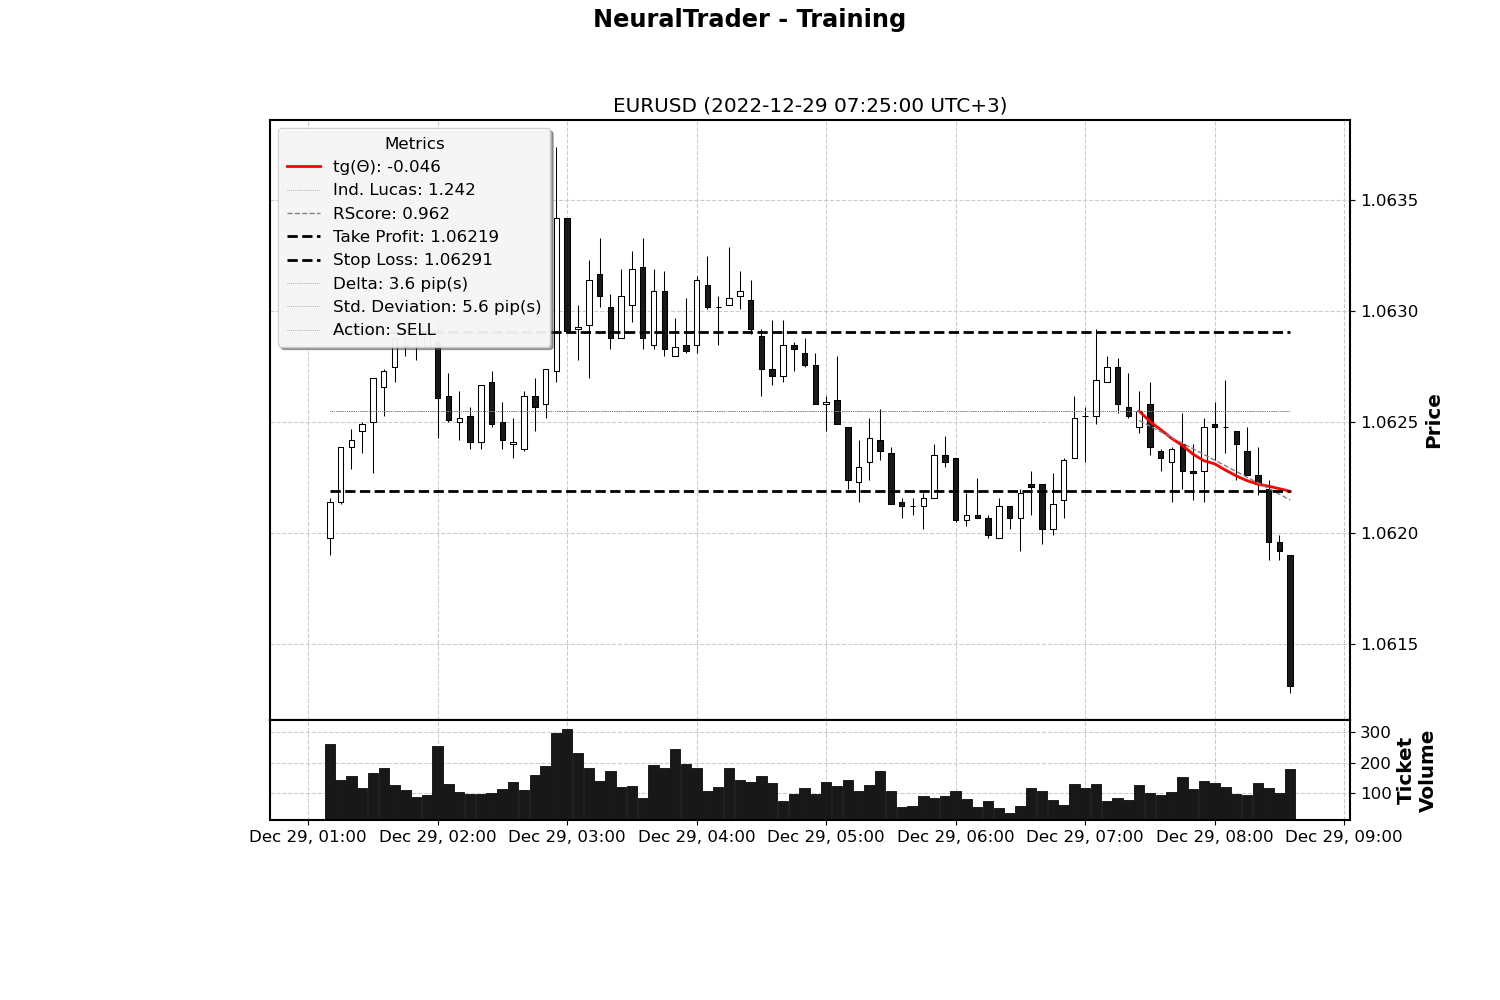 NeuralTrader - Training
EURUSD (2022-12-29 07:25:00 UTC+3)
Metrics
tg(Θ): -0.046
Ind. Lucas: 1.242
RScore: 0.962
Take Profit: 1.06219
Stop Loss: 1.06291
Delta: 3.6 pip(s)
Std. Deviation: 5.6 pip(s)
Action: SELL
1.0635
1.0630
1.0625
1.0620
1.0615
Price
300
200
100
Ticket
Volume
Dec 29, 01:00
Dec 29, 02:00
Dec 29, 03:00
Dec 29, 04:00
Dec 29, 05:00
Dec 29, 06:00
Dec 29, 07:00
Dec 29, 08:00
Dec 29, 09:00